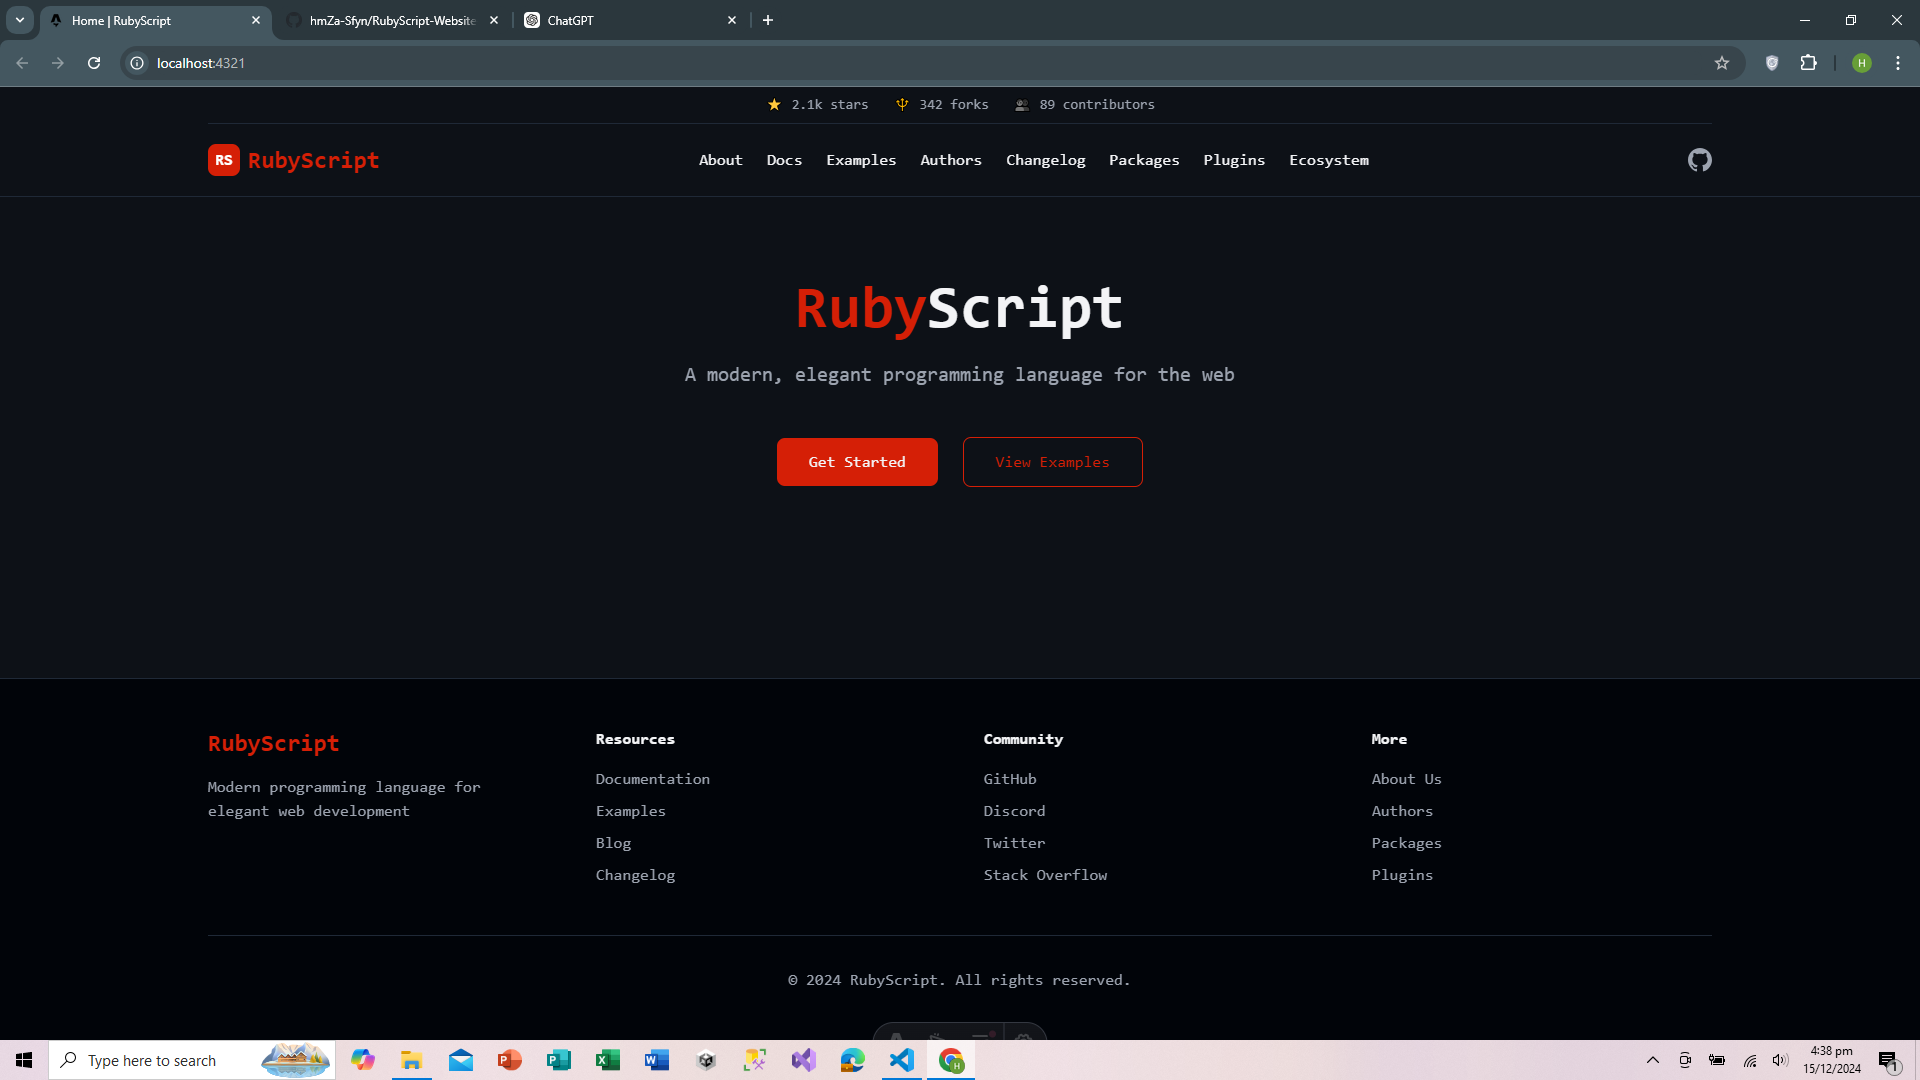 Home | RubyScript
hmZa-Sfyn/RubyScript-Website
ChatGPT
localhost:4321
H
2.1k stars 342 forks 89 contributors
RS RubyScript
About Docs Examples Authors Changelog Packages Plugins Ecosystem
RubyScript
A modern, elegant programming language for the web
Get Started View Examples
RubyScript
Modern programming language for
elegant web development
Resources
Documentation
Examples
Blog
Changelog
Community
GitHub
Discord
Twitter
Stack Overflow
More
About Us
Authors
Packages
Plugins
© 2024 RubyScript. All rights reserved.
Type here to search
4:38 pm
15/12/2024
1